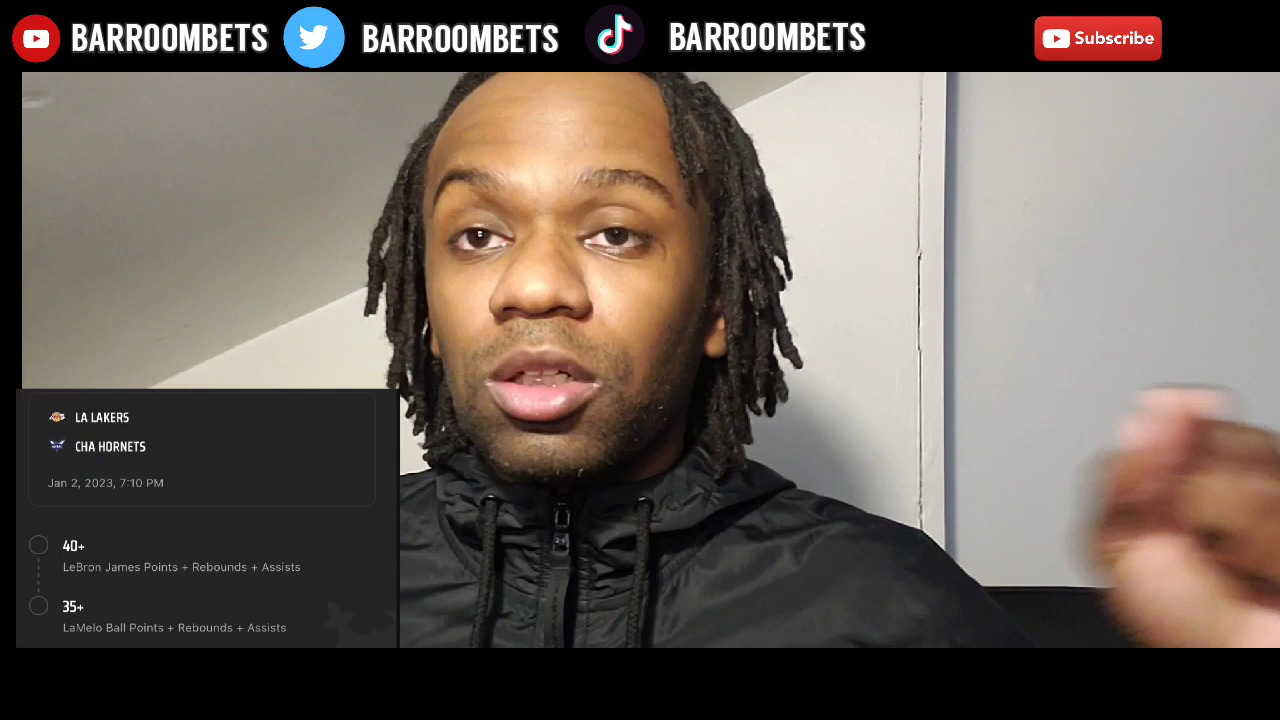 BARROOMBETS
BARROOMBETS
BARROOMBETS
Subscribe
LA LAKERS
CHA HORNETS
Jan 2, 2023, 7:10 PM
40+
LeBron James Points + Rebounds + Assists
35+
LaMelo Ball Points + Rebounds + Assists